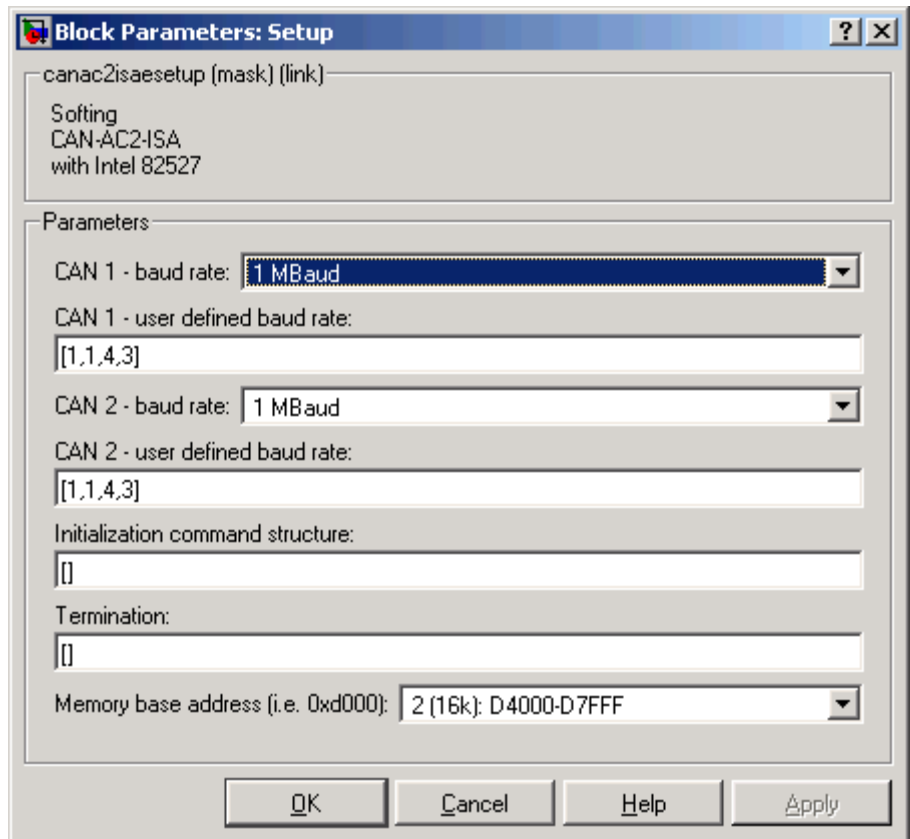 Block Parameters: Setup
canac2isaesetup (mask) (link)
Softing
CAN-AC2-ISA
with Intel 82527
Parameters
CAN 1 - baud rate: 1 MBaud
CAN 1 - user defined baud rate:
[1,1,4,3]
CAN 2 - baud rate: 1 MBaud
CAN 2 - user defined baud rate:
[1,1,4,3]
Initialization command structure:
[]
Termination:
[]
Memory base address (i.e. 0xd000): 2 (16k): D4000-D7FFF
OK Cancel Help Apply